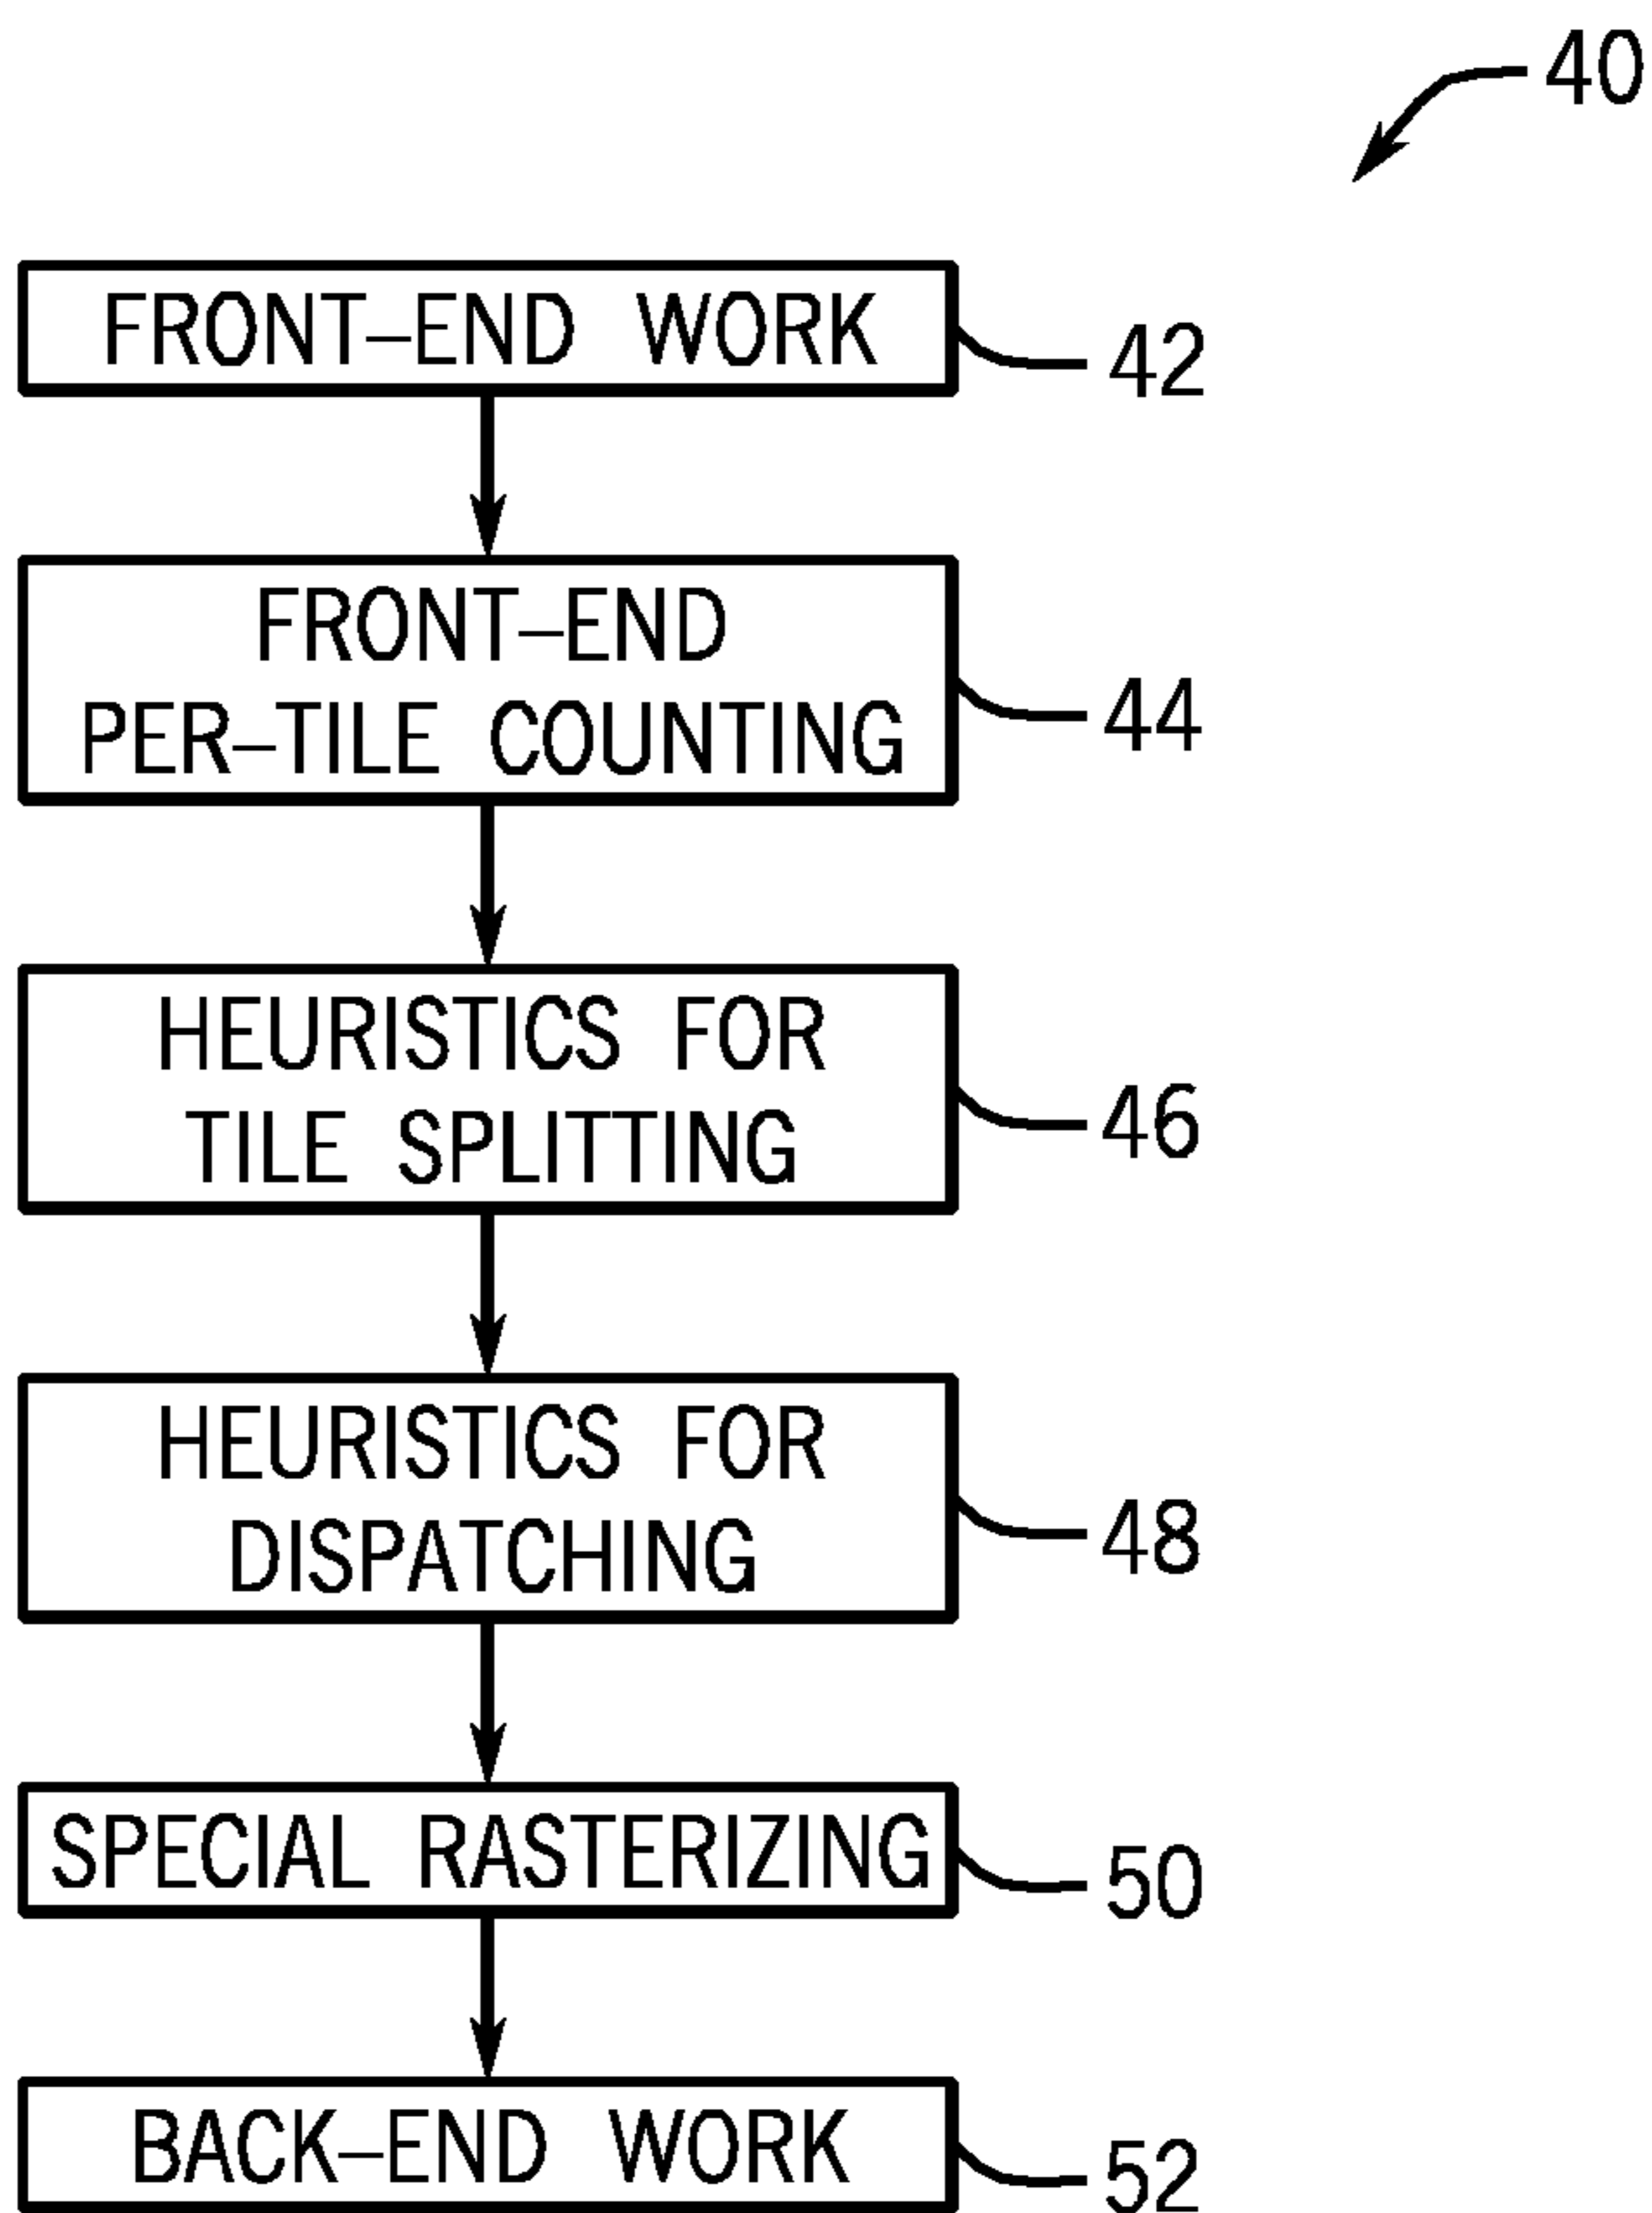 40
FRONT–END WORK
42
FRONT–END
PER–TILE COUNTING
44
HEURISTICS FOR
TILE SPLITTING
46
HEURISTICS FOR
DISPATCHING
48
SPECIAL RASTERIZING
50
BACK–END WORK
52